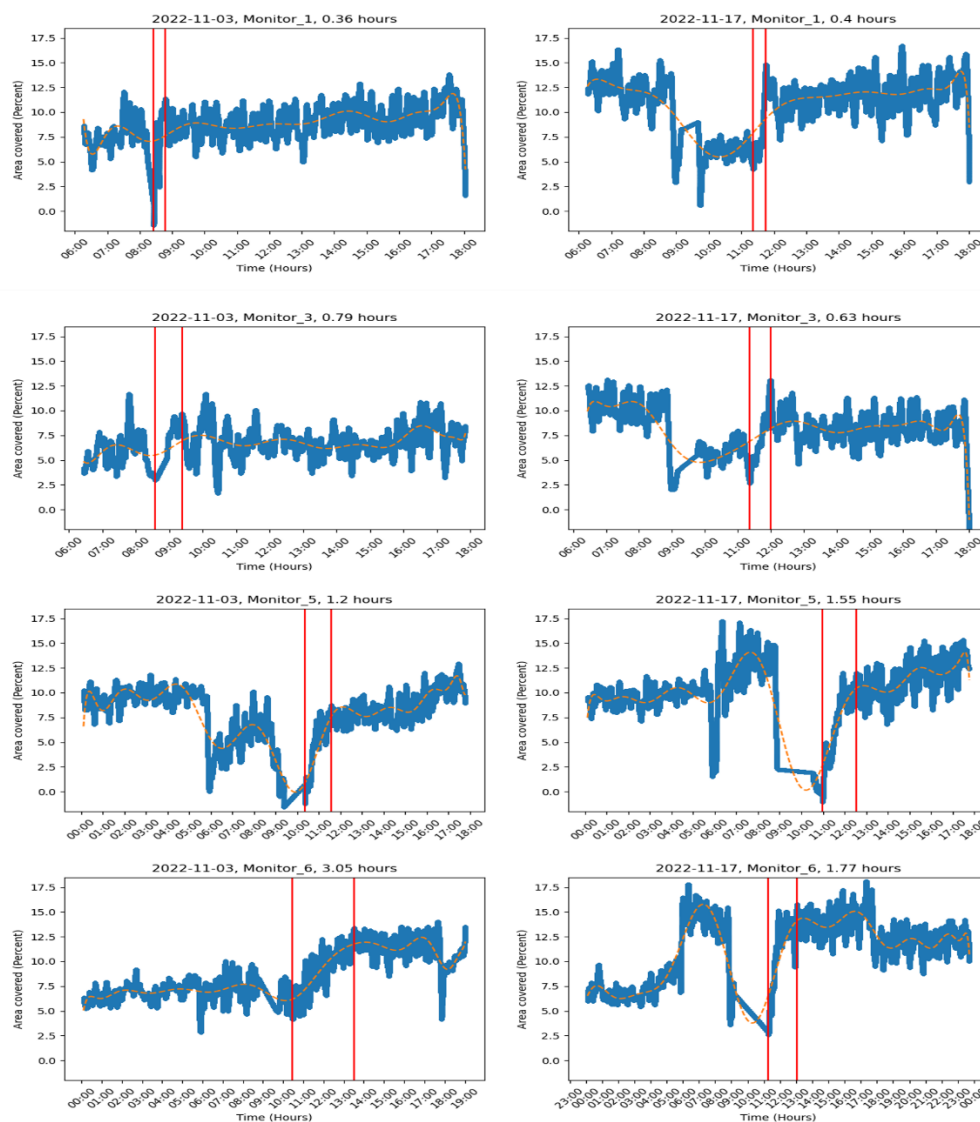 2022-11-03, Monitor_1, 0.36 hours
Area covered (Percent)
17.5
15.0
12.5
10.0
7.5
5.0
2.5
0.0
06:00 07:00 08:00 09:00 10:00 11:00 12:00 13:00 14:00 15:00 16:00 17:00 18:00
Time (Hours)
2022-11-17, Monitor_1, 0.4 hours
Area covered (Percent)
17.5
15.0
12.5
10.0
7.5
5.0
2.5
0.0
06:00 07:00 08:00 09:00 10:00 11:00 12:00 13:00 14:00 15:00 16:00 17:00 18:00
Time (Hours)
2022-11-03, Monitor_3, 0.79 hours
Area covered (Percent)
17.5
15.0
12.5
10.0
7.5
5.0
2.5
0.0
06:00 07:00 08:00 09:00 10:00 11:00 12:00 13:00 14:00 15:00 16:00 17:00 18:00
Time (Hours)
2022-11-17, Monitor_3, 0.63 hours
Area covered (Percent)
17.5
15.0
12.5
10.0
7.5
5.0
2.5
0.0
06:00 07:00 08:00 09:00 10:00 11:00 12:00 13:00 14:00 15:00 16:00 17:00 18:00
Time (Hours)
2022-11-03, Monitor_5, 1.2 hours
Area covered (Percent)
17.5
15.0
12.5
10.0
7.5
5.0
2.5
0.0
00:00 01:00 02:00 03:00 04:00 05:00 06:00 07:00 08:00 09:00 10:00 11:00 12:00 13:00 14:00 15:00 16:00 17:00 18:00
Time (Hours)
2022-11-17, Monitor_5, 1.55 hours
Area covered (Percent)
17.5
15.0
12.5
10.0
7.5
5.0
2.5
0.0
00:00 01:00 02:00 03:00 04:00 05:00 06:00 07:00 08:00 09:00 10:00 11:00 12:00 13:00 14:00 15:00 16:00 17:00 18:00
Time (Hours)
2022-11-03, Monitor_6, 3.05 hours
Area covered (Percent)
17.5
15.0
12.5
10.0
7.5
5.0
2.5
0.0
00:00 01:00 02:00 03:00 04:00 05:00 06:00 07:00 08:00 09:00 10:00 11:00 12:00 13:00 14:00 15:00 16:00 17:00 18:00 19:00
Time (Hours)
2022-11-17, Monitor_6, 1.77 hours
Area covered (Percent)
17.5
15.0
12.5
10.0
7.5
5.0
2.5
0.0
23:00 00:00 01:00 02:00 03:00 04:00 05:00 06:00 07:00 08:00 09:00 10:00 11:00 12:00 13:00 14:00 15:00 16:00 17:00 18:00 19:00 20:00 21:00 22:00 23:00 00:00
Time (Hours)